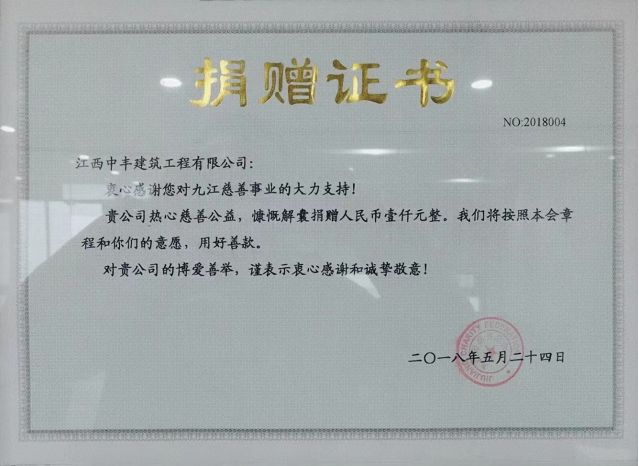 捐赠证书
NO:2018004
江西中丰建筑工程有限公司：
衷心感谢您对九江慈善事业的大力支持！
贵公司热心慈善公益，慷慨解囊捐赠人民币壹仟元整。我们将按照本会章
程和你们的意愿，用好善款。
对贵公司的博爱善举，谨表示衷心感谢和诚挚敬意！
二〇一八年五月二十四日
JIUJIANG CHARITY FEDERATION